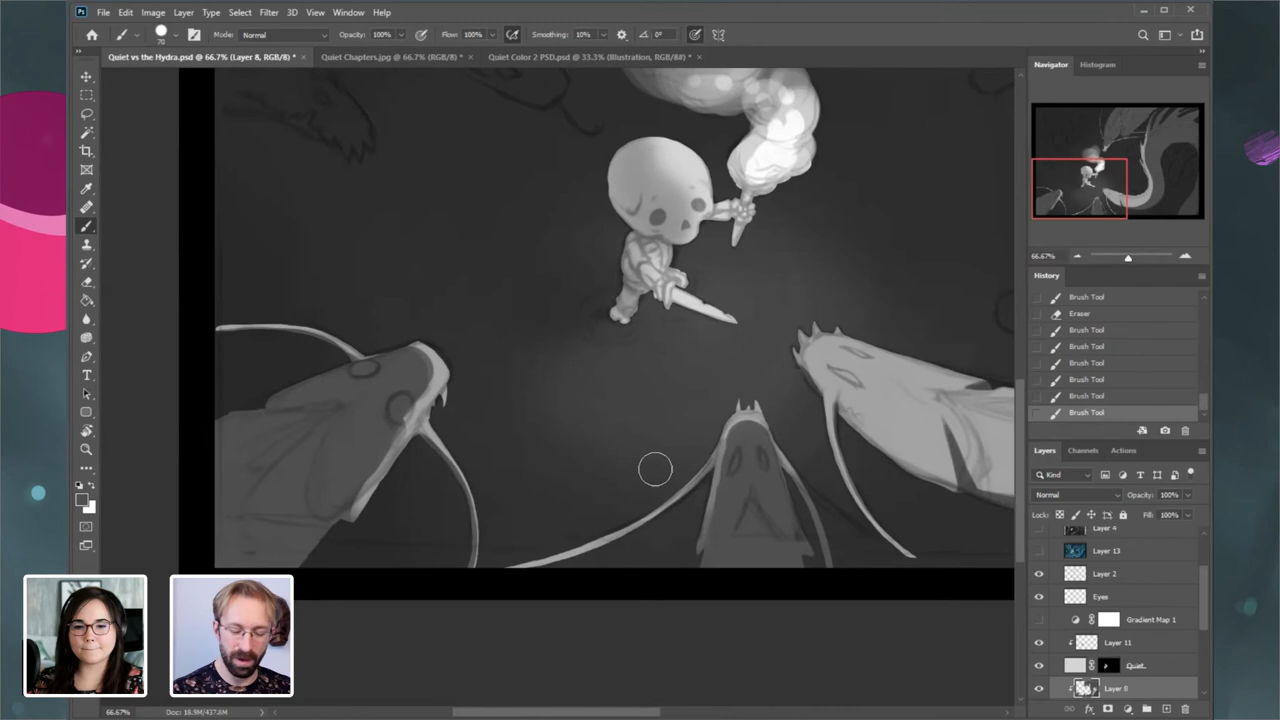 Ps File Edit Image Layer Type Select Filter 3D View Window Help
70 Mode: Normal Opacity: 100% Flow: 100% Smoothing: 10% 0°
Quiet vs the Hydra.psd @ 66.7% (Layer 8, RGB/8) * × Quiet Chapters.jpg @ 66.7% (RGB/8) * × Quiet Color 2 PSD.psd @ 33.3% (Illustration, RGB/8#) * ×
Navigator Histogram
66.67%
History
Brush Tool
Eraser
Brush Tool
Brush Tool
Brush Tool
Brush Tool
Brush Tool
Brush Tool
Layers Channels Actions
Kind
Normal Opacity: 100%
Lock: Fill: 100%
Layer 4
Layer 13
Layer 2
Eyes
Gradient Map 1
Layer 11
Quiet
Layer 8
66.67% Doc: 18.9M/437.8M